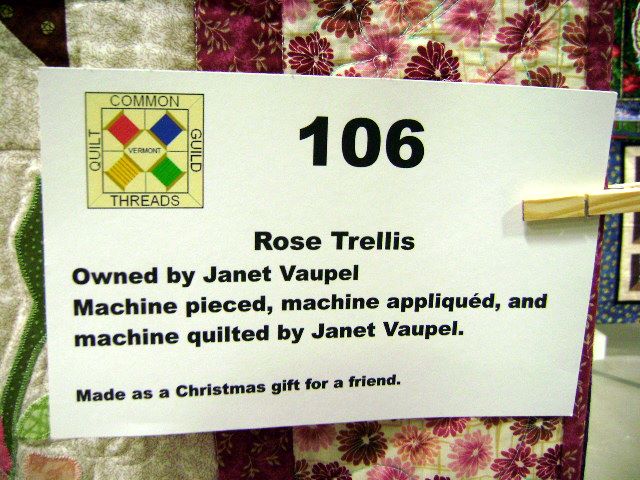 COMMON
QUILT
GUILD
VERMONT
THREADS
106
Rose Trellis
Owned by Janet Vaupel
Machine pieced, machine appliquéd, and
machine quilted by Janet Vaupel.
Made as a Christmas gift for a friend.